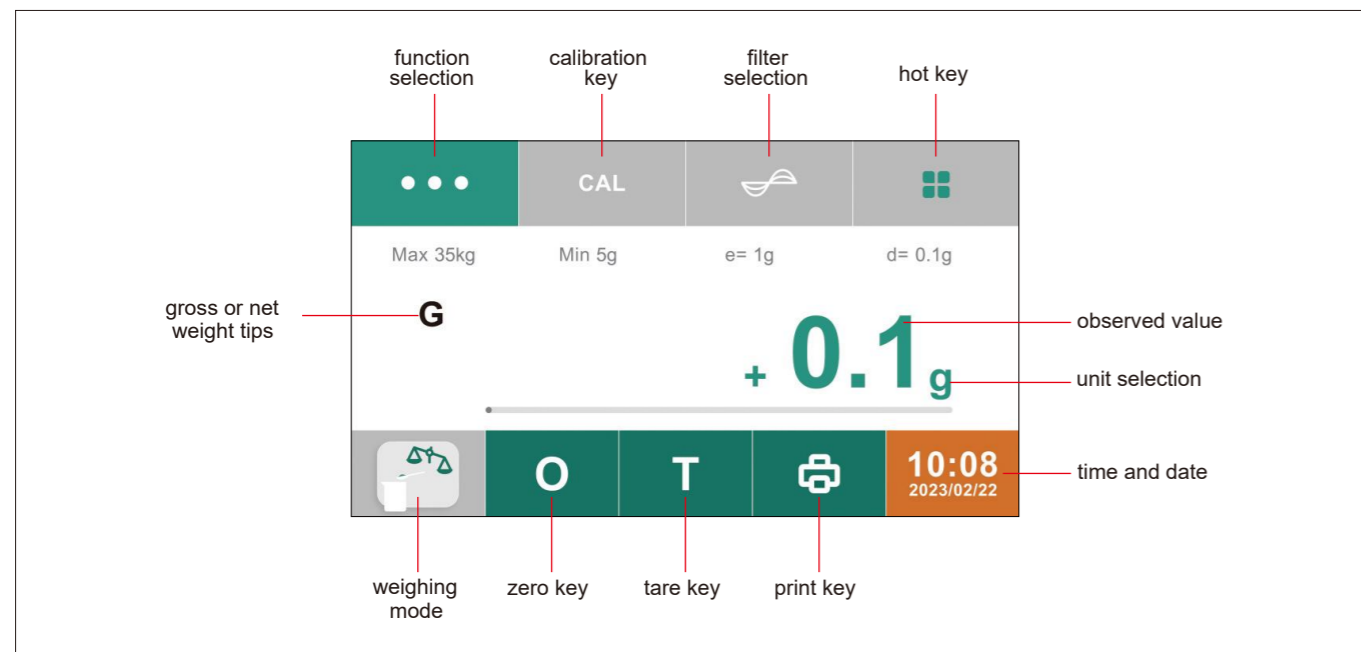 function
selection
calibration
key
filter
selection
hot key
CAL
Max 35kg
Min 5g
e= 1g
d= 0.1g
gross or net
weight tips
G
+ 0.1 g
observed value
unit selection
O
T
10:08
2023/02/22
time and date
weighing
mode
zero key
tare key
print key